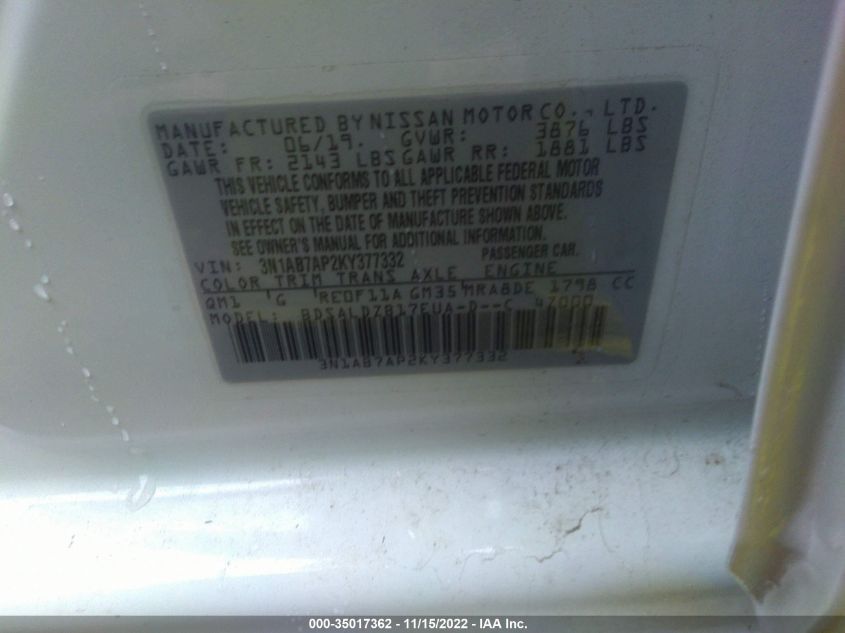 MANUFACTURED BY NISSAN MOTOR CO., LTD.
DATE: 06/19. GVWR: 3876 LBS
GAWR FR: 2143 LBS GAWR RR: 1881 LBS
THIS VEHICLE CONFORMS TO ALL APPLICABLE FEDERAL MOTOR
VEHICLE SAFETY, BUMPER AND THEFT PREVENTION STANDARDS
IN EFFECT ON THE DATE OF MANUFACTURE SHOWN ABOVE.
SEE OWNER'S MANUAL FOR ADDITIONAL INFORMATION.
VIN: 3N1AB7AP2KY377332 PASSENGER CAR.
COLOR TRIM TRANS AXLE ENGINE
QM1 'G 'RE0F11A GM35 'MRA8DE 1798 CC
MODEL: 47000
3N1AB7AP2KY377332
000-35017362 - 11/15/2022 - IAA Inc.